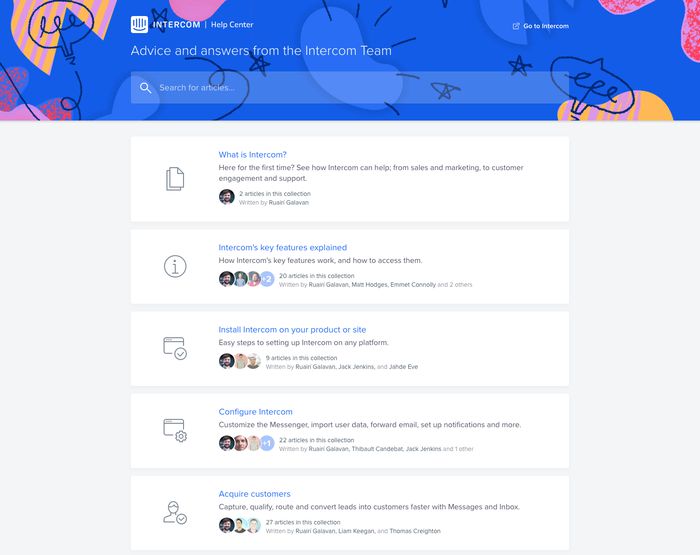 INTERCOM | Help Center
Go to Intercom
Advice and answers from the Intercom Team
Search for articles...
What is Intercom?
Here for the first time? See how Intercom can help; from sales and marketing, to customer
engagement and support.
2 articles in this collection
Written by Ruairí Galavan
Intercom's key features explained
How Intercom's key features work, and how to access them.
+2
20 articles in this collection
Written by Ruairí Galavan, Matt Hodges, Emmet Connolly and 2 others
Install Intercom on your product or site
Easy steps to setting up Intercom on any platform.
9 articles in this collection
Written by Ruairí Galavan, Jack Jenkins, and Jahde Eve
Configure Intercom
Customize the Messenger, import user data, forward email, set up notifications and more.
+1
22 articles in this collection
Written by Ruairí Galavan, Thibault Candebat, Jack Jenkins and 1 other
Acquire customers
Capture, qualify, route and convert leads into customers faster with Messages and Inbox.
27 articles in this collection
Written by Ruairí Galavan, Liam Keegan, and Thomas Creighton